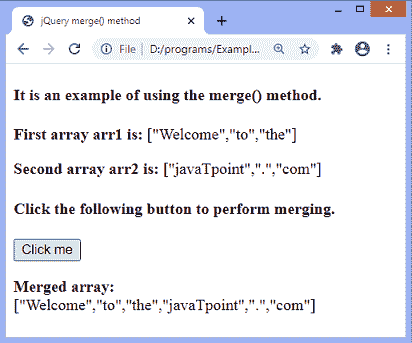 jQuery merge() method
File | D:/programs/Exampl...
It is an example of using the merge() method.
First array arr1 is: ["Welcome","to","the"]
Second array arr2 is: ["javaTpoint",".","com"]
Click the following button to perform merging.
Click me
Merged array:
["Welcome","to","the","javaTpoint",".","com"]